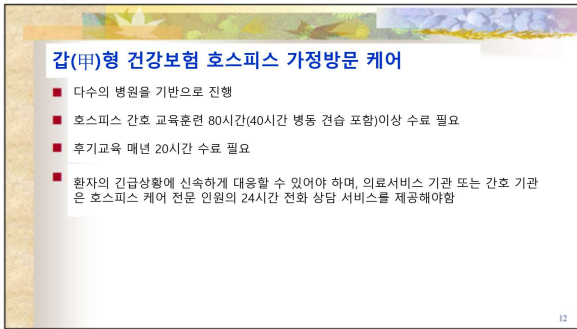 갑(甲)형 건강보험 호스피스 가정방문 케어
다수의 병원을 기반으로 진행
호스피스 간호 교육훈련 80시간(40시간 병동 견습 포함)이상 수료 필요
후기교육 매년 20시간 수료 필요
환자의 긴급상황에 신속하게 대응할 수 있어야 하며, 의료서비스 기관 또는 간호 기관
은 호스피스 케어 전문 인원의 24시간 전화 상담 서비스를 제공해야함
12